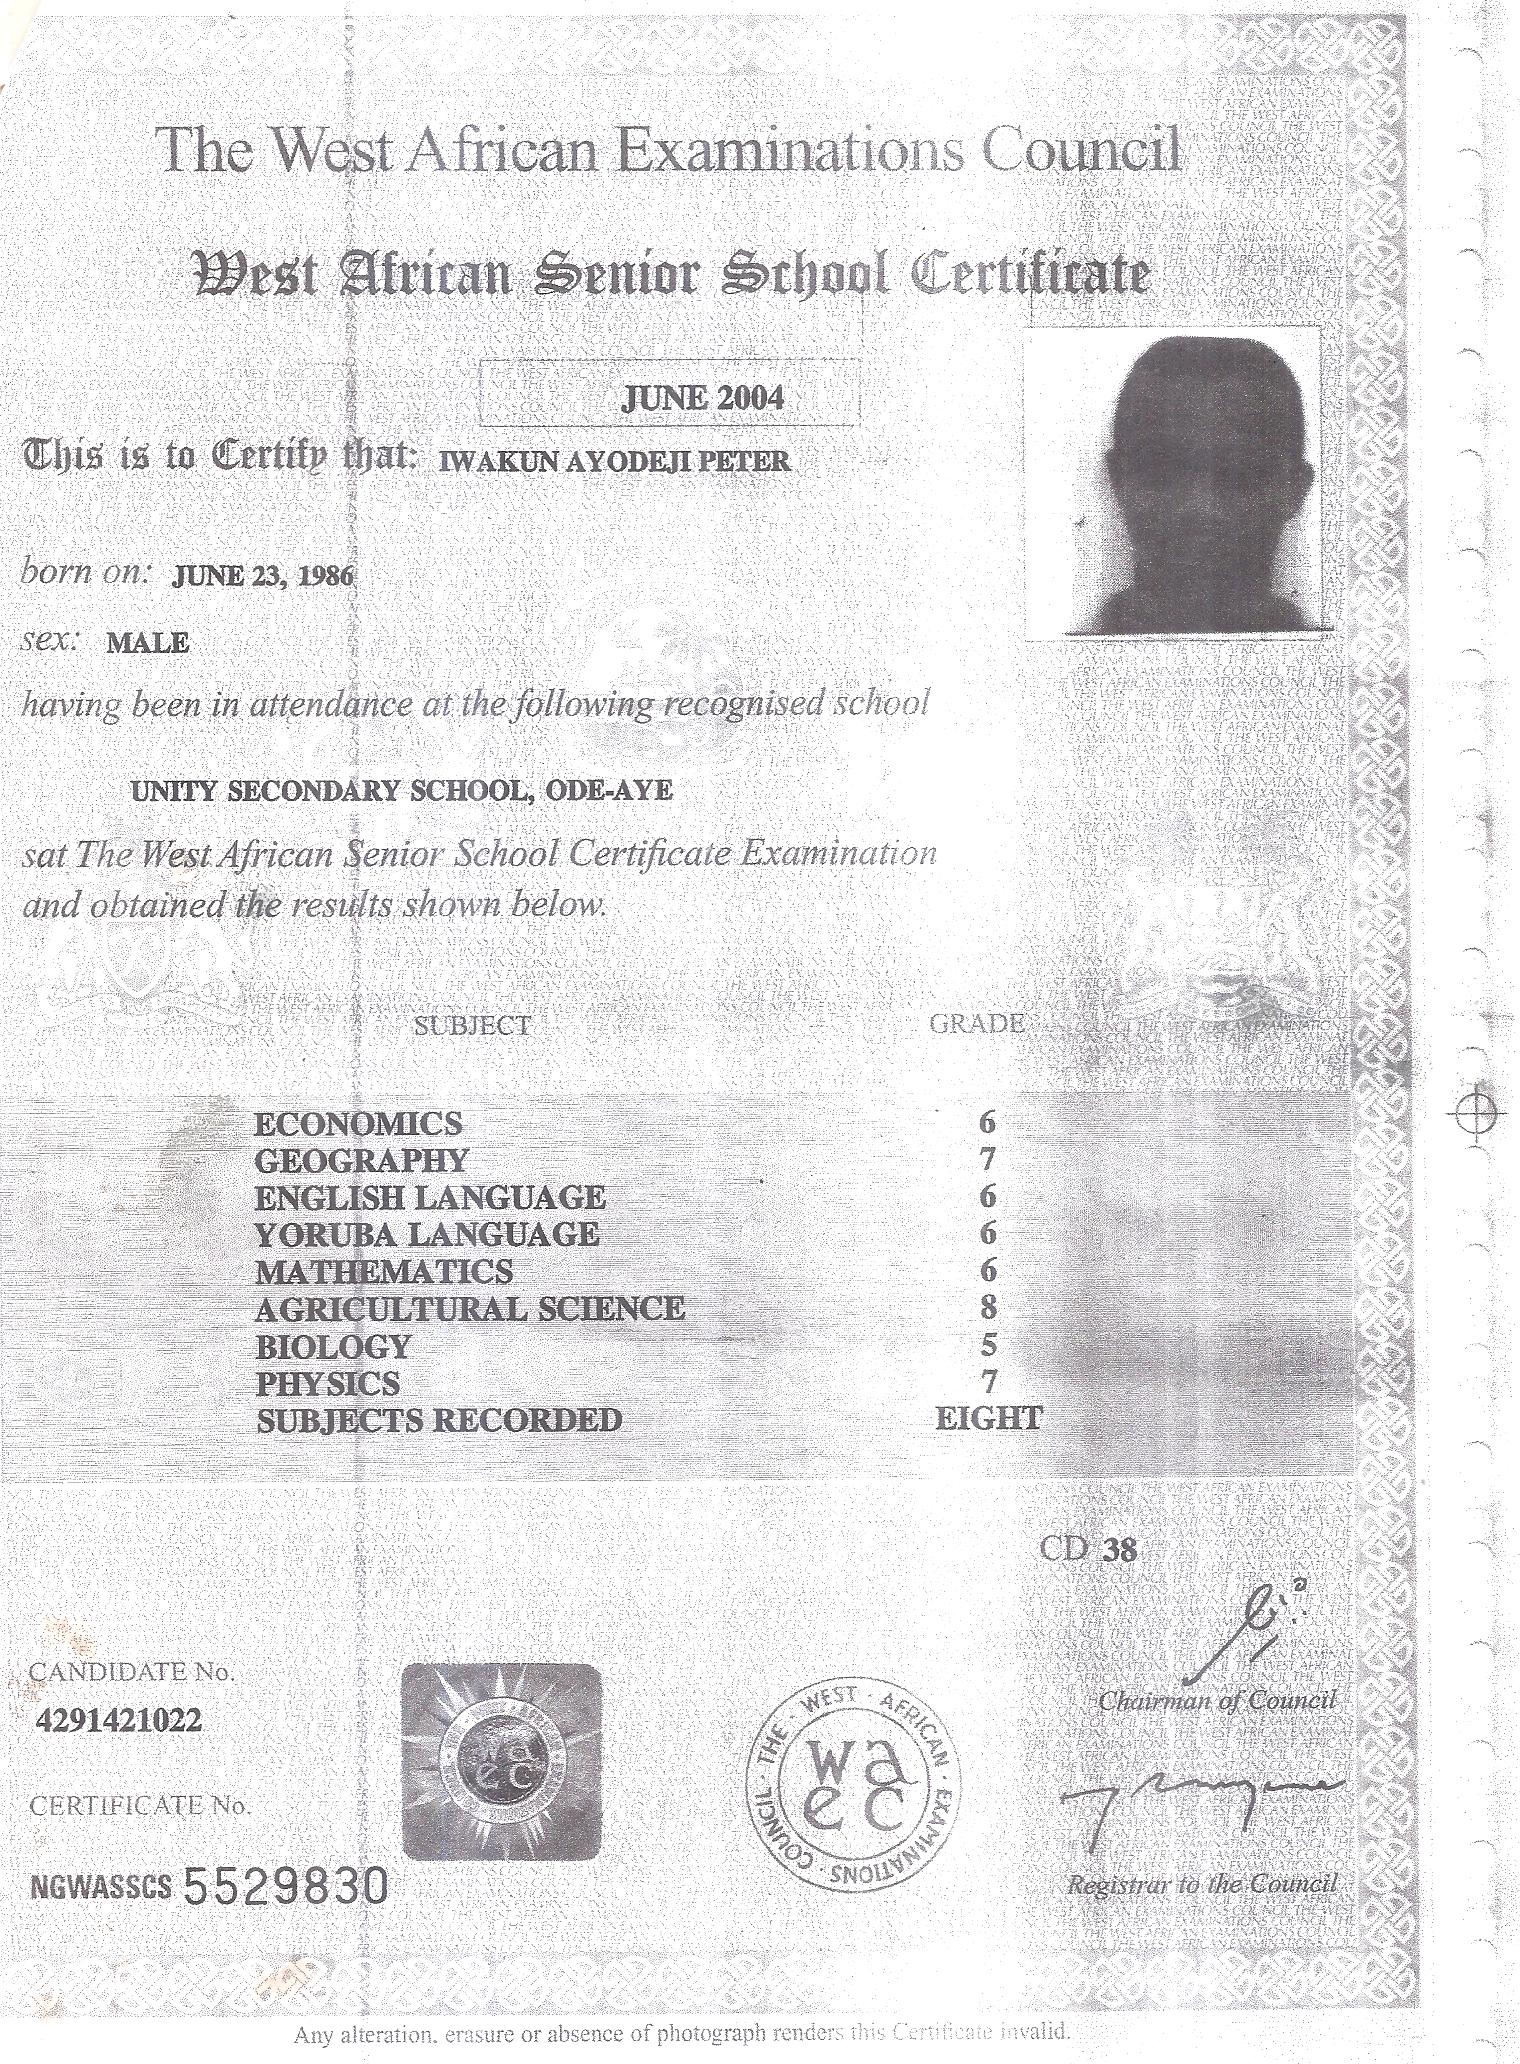 The West African Examinations Council
West African Senior School Certificate
JUNE 2004
This is to Certify that: IWAKUN AYODEJI PETER
born on: JUNE 23, 1986
sex: MALE
having been in attendance at the following recognised school
UNITY SECONDARY SCHOOL, ODE-AYE
sat The West African Senior School Certificate Examination
and obtained the results shown below.
SUBJECT GRADE
ECONOMICS 6
GEOGRAPHY 7
ENGLISH LANGUAGE 6
YORUBA LANGUAGE 6
MATHEMATICS 6
AGRICULTURAL SCIENCE 8
BIOLOGY 5
PHYSICS 7
SUBJECTS RECORDED EIGHT
CD 38
Chairman of Council
CANDIDATE No.
4291421022
THE · WEST · AFRICAN · EXAMINATIONS · COUNCIL
wa
ec
CERTIFICATE No.
NGWASSCS 5529830
Registrar to the Council
Any alteration, erasure or absence of photograph renders this Certificate invalid.